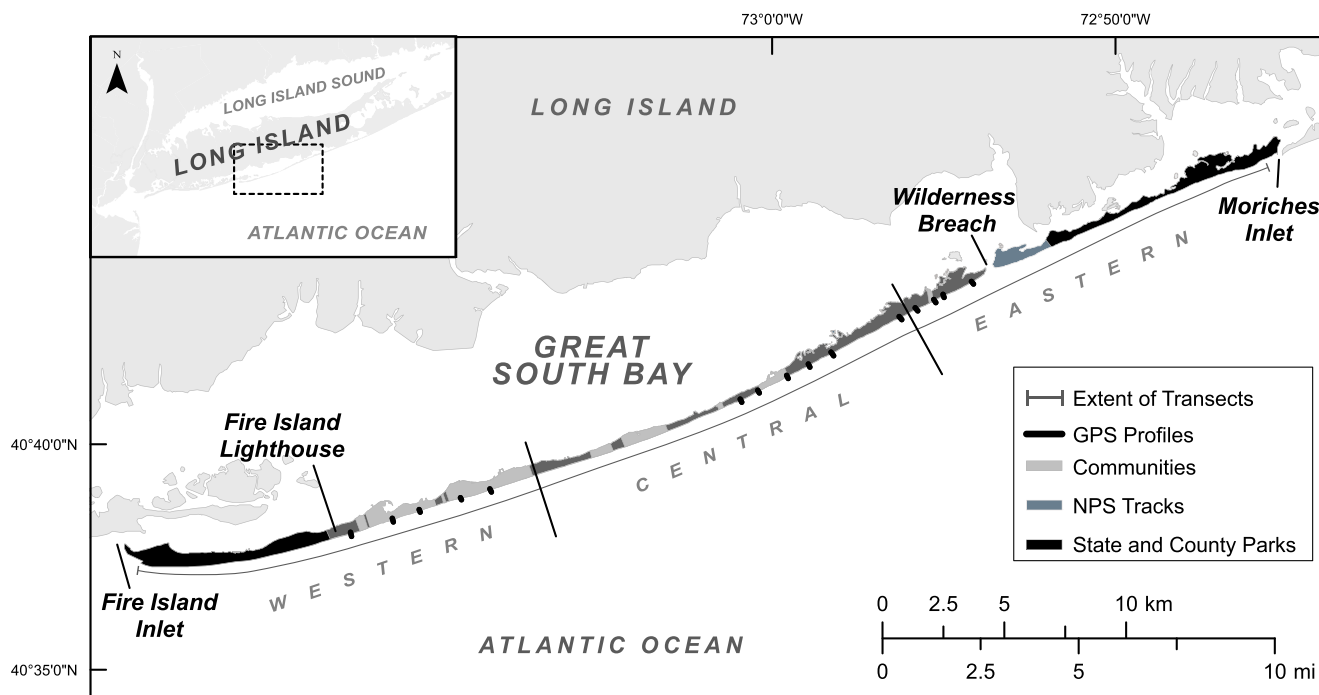 73°0'0"W
72°50'0"W
N
LONG ISLAND SOUND
LONG ISLAND
ATLANTIC OCEAN
LONG ISLAND
Wilderness
Breach
Moriches
Inlet
EASTERN
GREAT
SOUTH BAY
Fire Island
Lighthouse
40°40'0"N
CENTRAL
WESTERN
Fire Island
Inlet
ATLANTIC OCEAN
40°35'0"N
Extent of Transects
GPS Profiles
Communities
NPS Tracks
State and County Parks
0 2.5 5 10 km
0 2.5 5 10 mi